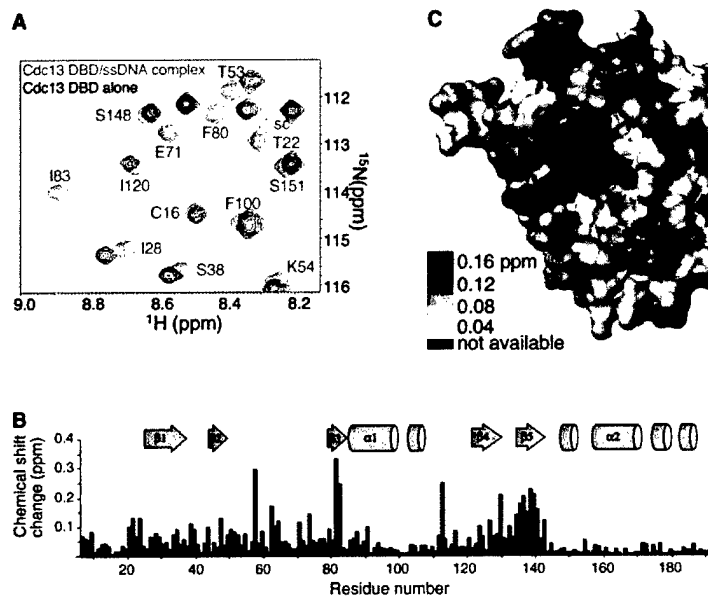 A
Cdc13 DBD/ssDNA complex
Cdc13 DBD alone
T53
S148
F80
sc
E71
T22
I83
I120
S151
C16
F100
I28
S38
K54
112
113
114
115
116
¹⁵N(ppm)
9.0 8.8 8.6 8.4 8.2
¹H (ppm)
C
0.16 ppm
0.12
0.08
0.04
not available
B
β1 β2 α1 β4 β5 α2
Chemical shift
change (ppm)
0.4
0.3
0.2
0.1
20 40 60 80 100 120 140 160 180
Residue number